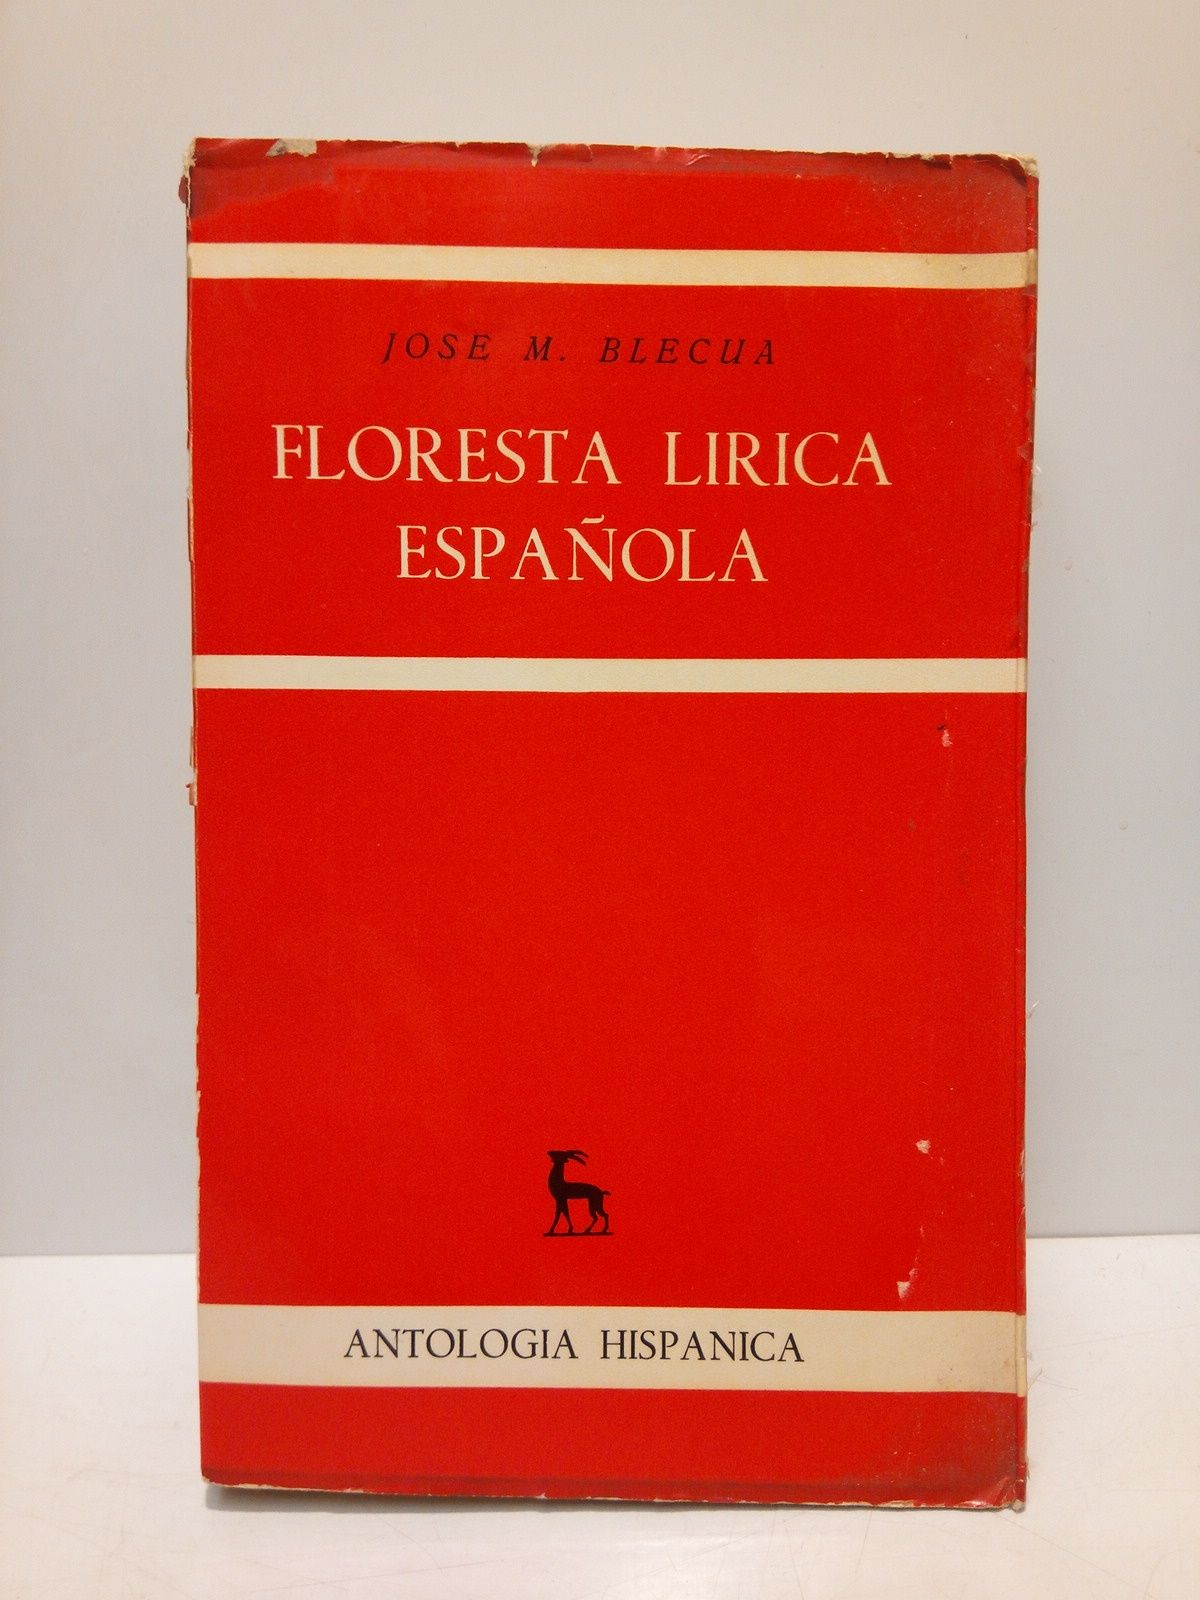 JOSE M. BLECUA
FLORESTA LIRICA
ESPAÑOLA
ANTOLOGIA HISPANICA